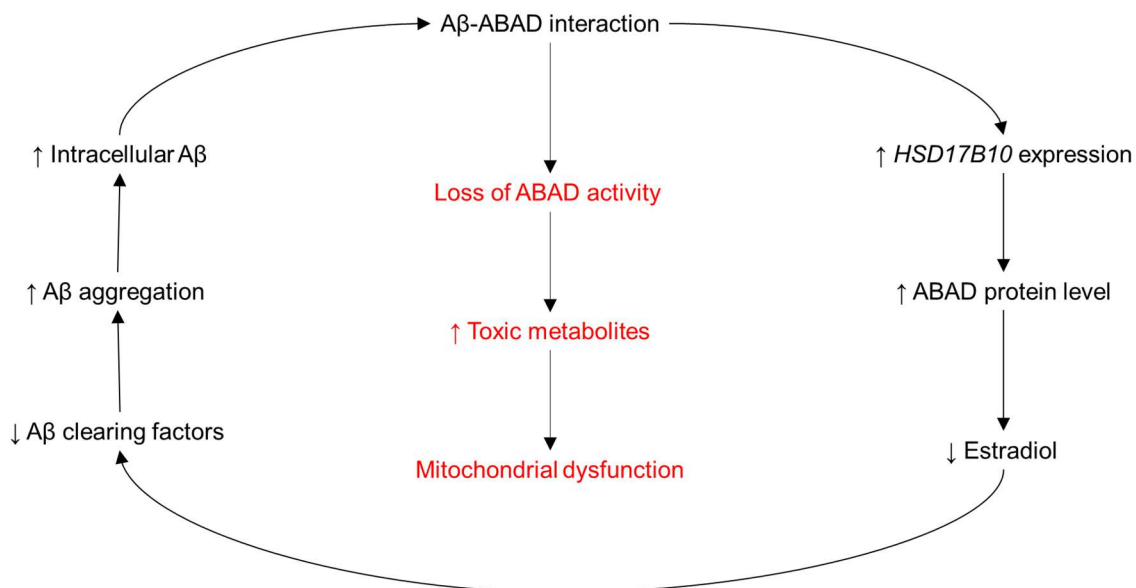 Aβ-ABAD interaction
↑ Intracellular Aβ
↑ HSD17B10 expression
Loss of ABAD activity
↑ Aβ aggregation
↑ ABAD protein level
↑ Toxic metabolites
↓ Aβ clearing factors
↓ Estradiol
Mitochondrial dysfunction